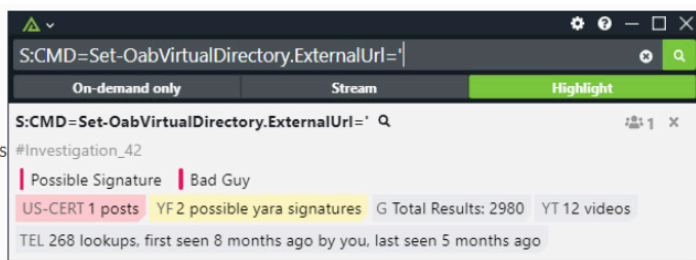 S:CMD=Set-OabVirtualDirectory.ExternalUrl='
On-demand only Stream Highlight
S:CMD=Set-OabVirtualDirectory.ExternalUrl=' 1
s #Investigation_42
Possible Signature Bad Guy
US-CERT 1 posts YF 2 possible yara signatures G Total Results: 2980 YT 12 videos
TEL 268 lookups, first seen 8 months ago by you, last seen 5 months ago